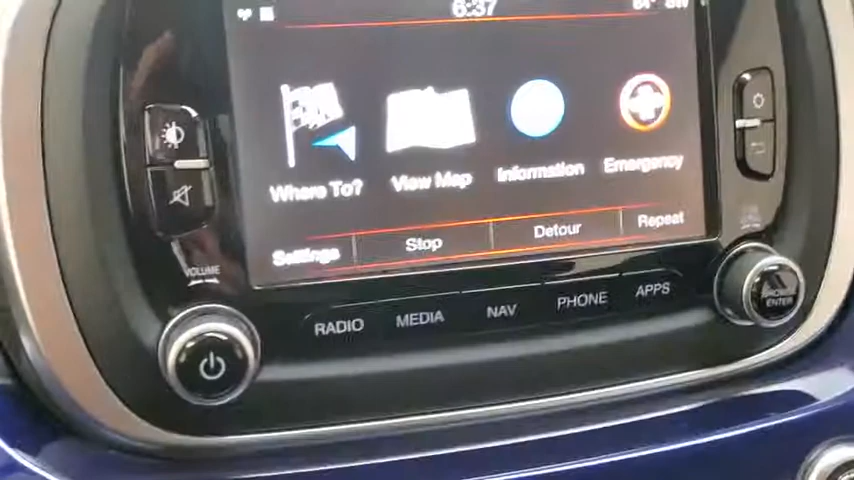 6:37
Where To? View Map Information Emergency
Settings Stop Detour Repeat
VOLUME
RADIO MEDIA NAV PHONE APPS
ENTER